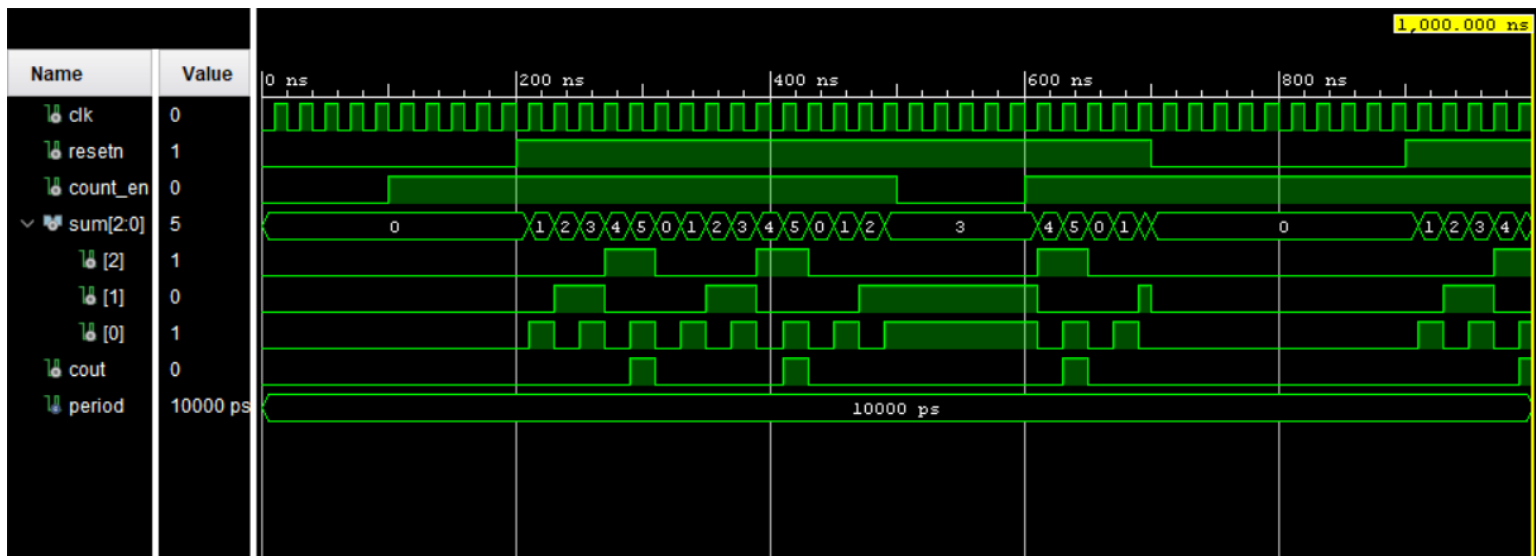 1,000.000 ns
Name Value 0 ns 200 ns 400 ns 600 ns 800 ns
clk 0
resetn 1
count_en 0
sum[2:0] 5 0 1 2 3 4 5 0 1 2 3 4 5 0 1 2 3 4 5 0 1 0 1 2 3 4
[2] 1
[1] 0
[0] 1
cout 0
period 10000 ps 10000 ps